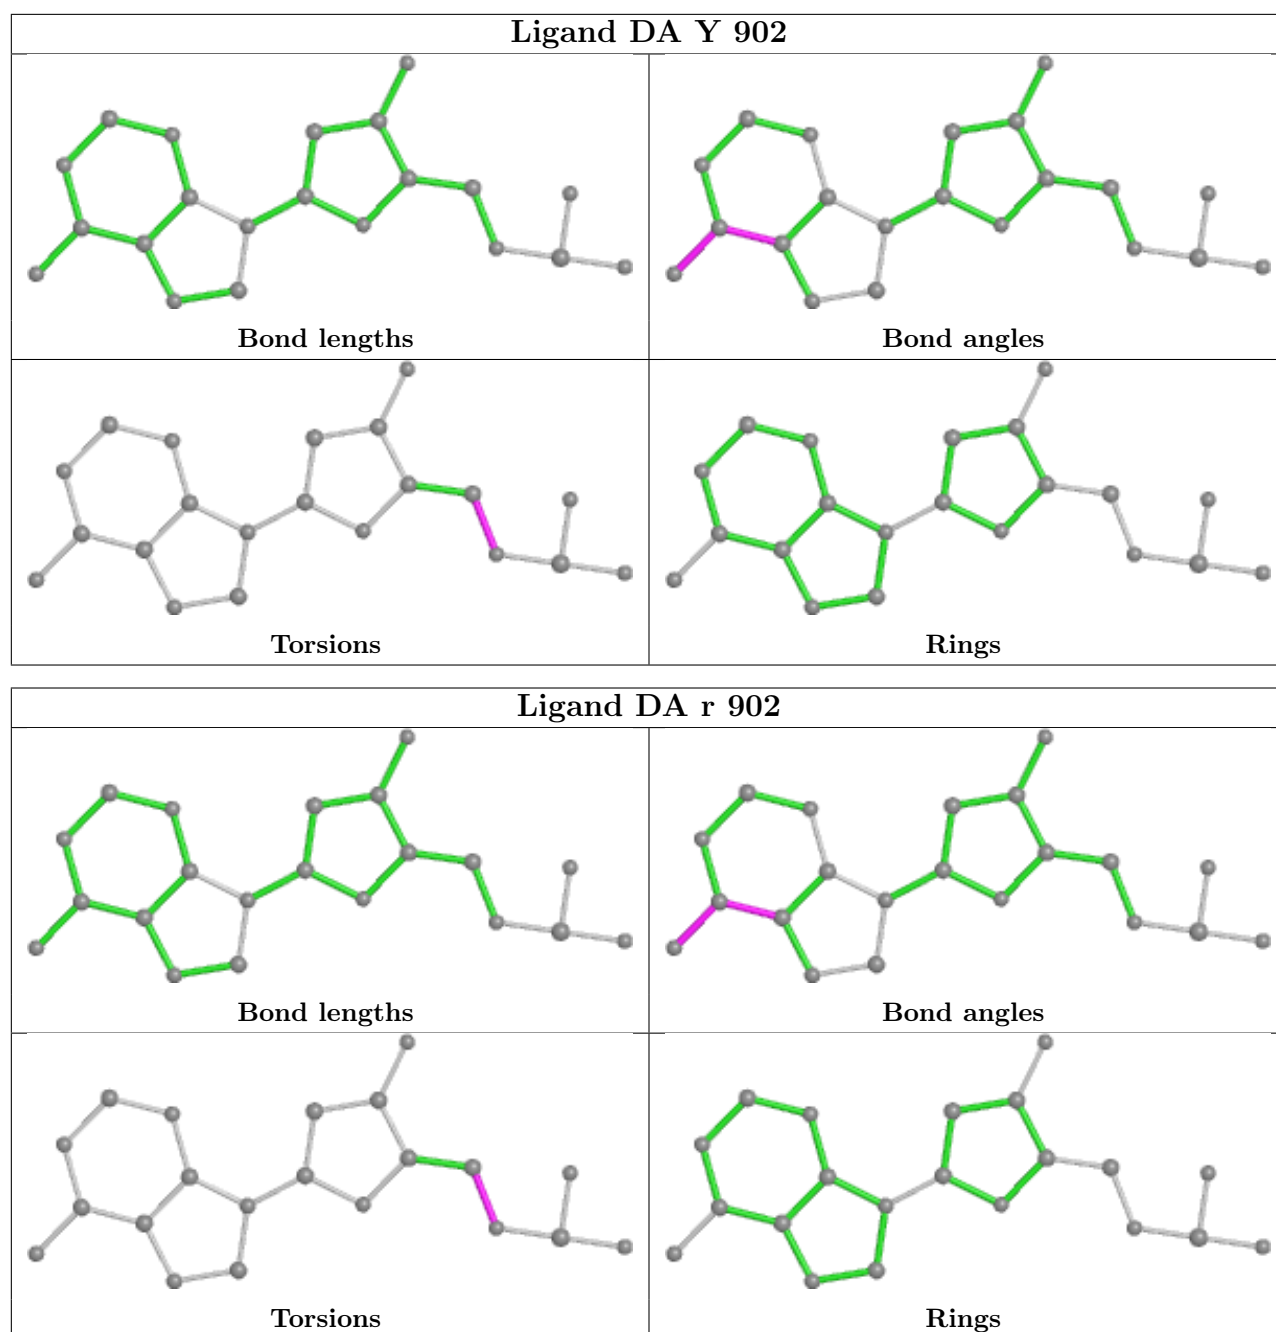 Ligand DA Y 902
Bond lengths
Bond angles
Torsions
Rings
Ligand DA r 902
Bond lengths
Bond angles
Torsions
Rings